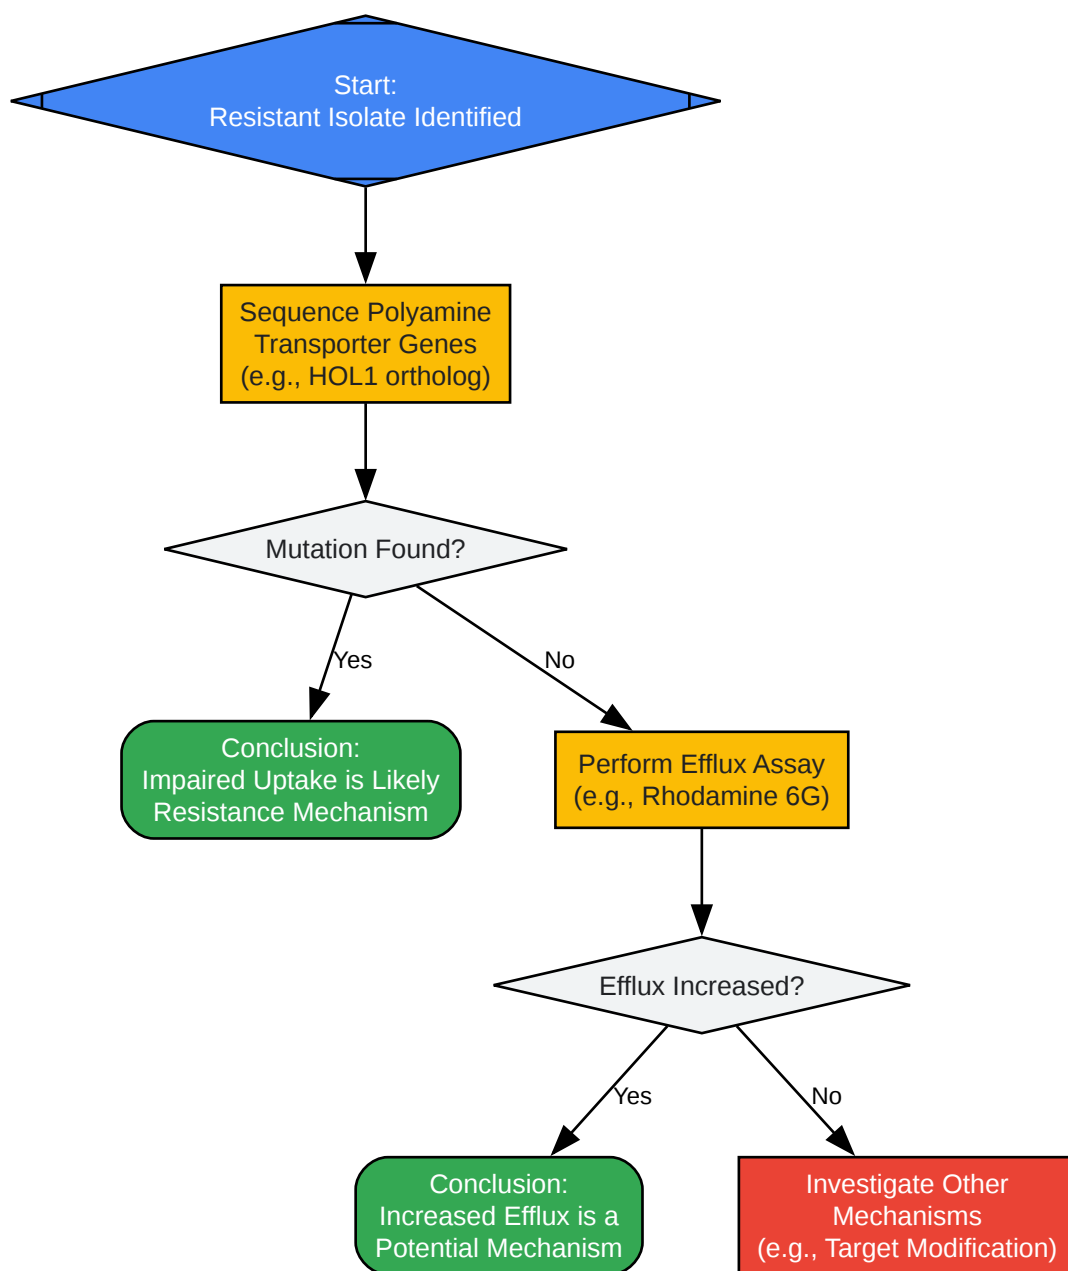 Start:
Resistant Isolate Identified
Sequence Polyamine
Transporter Genes
(e.g., HOL1 ortholog)
Mutation Found?
Yes
No
Conclusion:
Impaired Uptake is Likely
Resistance Mechanism
Perform Efflux Assay
(e.g., Rhodamine 6G)
Efflux Increased?
Yes
No
Conclusion:
Increased Efflux is a
Potential Mechanism
Investigate Other
Mechanisms
(e.g., Target Modification)